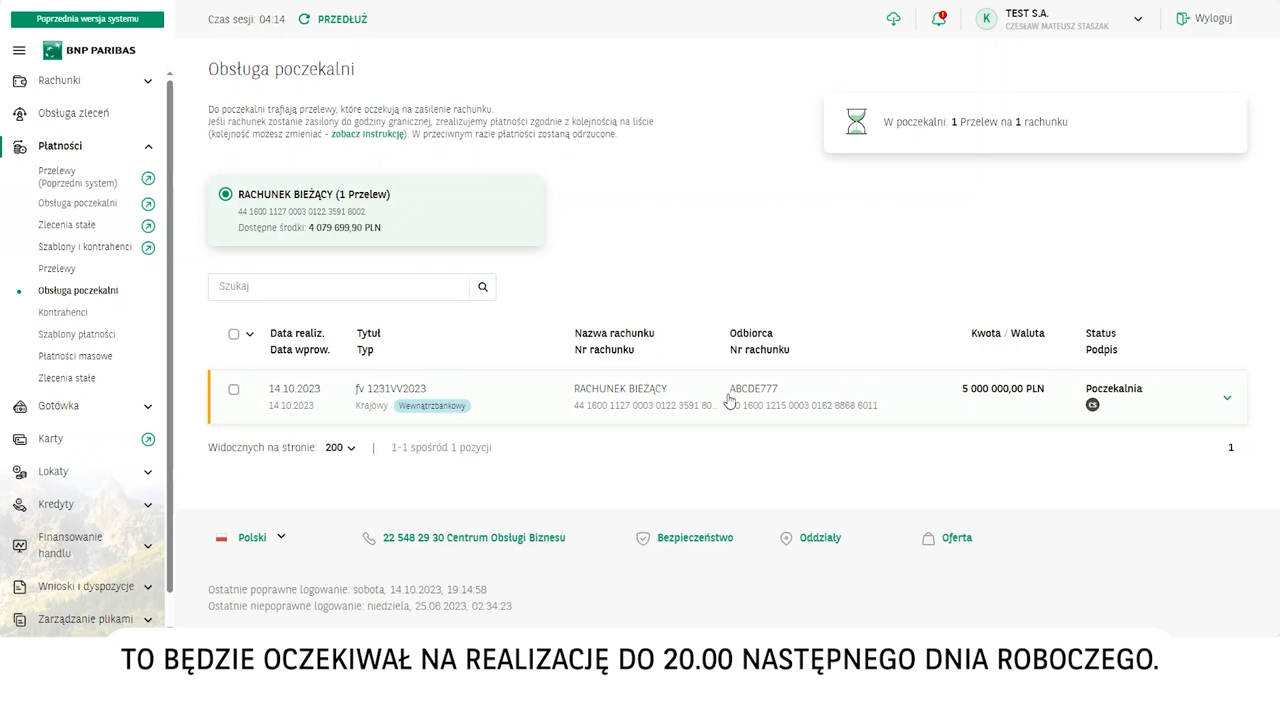 Poprzednia wersja systemu
Czas sesji: 04:14 PRZEDŁUŻ
K TEST S.A.
CZESŁAW MATEUSZ STASZAK
Wyloguj
BNP PARIBAS
Rachunki
Obsługa zleceń
Płatności
Przelewy
(Poprzedni system)
Obsługa poczekalni
Zlecenia stałe
Szablony i kontrahenci
Przelewy
Obsługa poczekalni
Kontrahenci
Szablony płatności
Płatności masowe
Zlecenia stałe
Gotówka
Karty
Lokaty
Kredyty
Finansowanie
handlu
Wnioski i dyspozycje
Zarządzanie plikami
Obsługa poczekalni
Do poczekalni trafiają przelewy, które oczekują na zasilenie rachunku.
Jeśli rachunek zostanie zasilony do godziny granicznej, zrealizujemy płatności zgodnie z kolejnością na liście
(kolejność możesz zmieniać - zobacz instrukcję). W przeciwnym razie płatności zostaną odrzucone.
W poczekalni: 1 Przelew na 1 rachunku
RACHUNEK BIEŻĄCY (1 Przelew)
44 1600 1127 0003 0122 3591 8002
Dostępne środki: 4 079 699,90 PLN
Szukaj
Data realiz. Tytuł Nazwa rachunku Odbiorca Kwota / Waluta Status
Data wprow. Typ Nr rachunku Nr rachunku Podpis
14.10.2023 fv 1231VV2023 RACHUNEK BIEŻĄCY ABCDE777 5 000 000,00 PLN Poczekalnia
14.10.2023 Krajowy Wewnątrzbankowy 44 1600 1127 0003 0122 3591 80... 1600 1215 0003 0162 8868 6011 CS
Widocznych na stronie: 200 | 1-1 spośród 1 pozycji 1
Polski 22 548 29 30 Centrum Obsługi Biznesu Bezpieczeństwo Oddziały Oferta
Ostatnie poprawne logowanie: sobota, 14.10.2023, 19:14:58
Ostatnie niepoprawne logowanie: niedziela, 25.06.2023, 02:34:23
TO BĘDZIE OCZEKIWAŁ NA REALIZACJĘ DO 20.00 NASTĘPNEGO DNIA ROBOCZEGO.